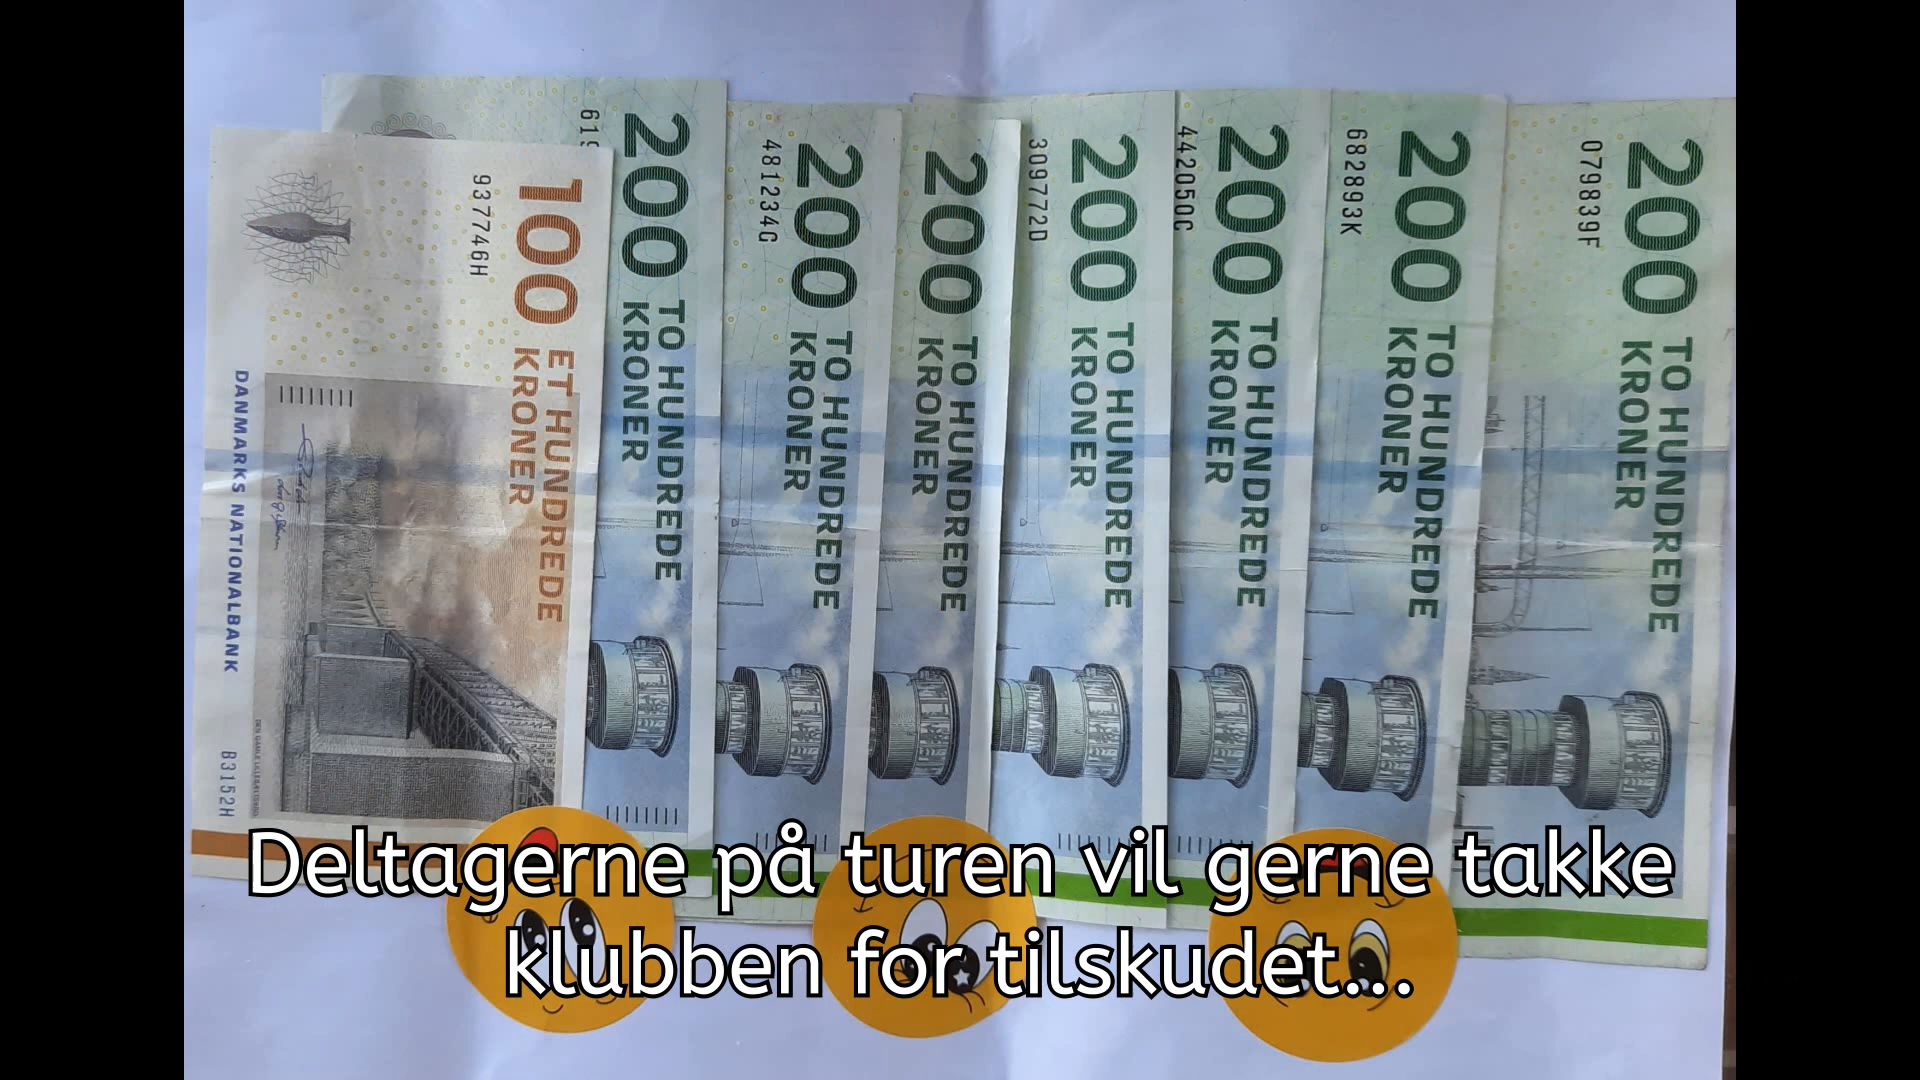 100 ET HUNDREDE
KRONER
937746H
DANMARKS NATIONALBANK
B3152H
200 TO HUNDREDE
KRONER
200 TO HUNDREDE
KRONER
481234G
200 TO HUNDREDE
KRONER
200 TO HUNDREDE
KRONER
309772D
200 TO HUNDREDE
KRONER
442050C
200 TO HUNDREDE
KRONER
682893K
200 TO HUNDREDE
KRONER
079839F
Deltagerne på turen vil gerne takke
klubben for tilskudet...